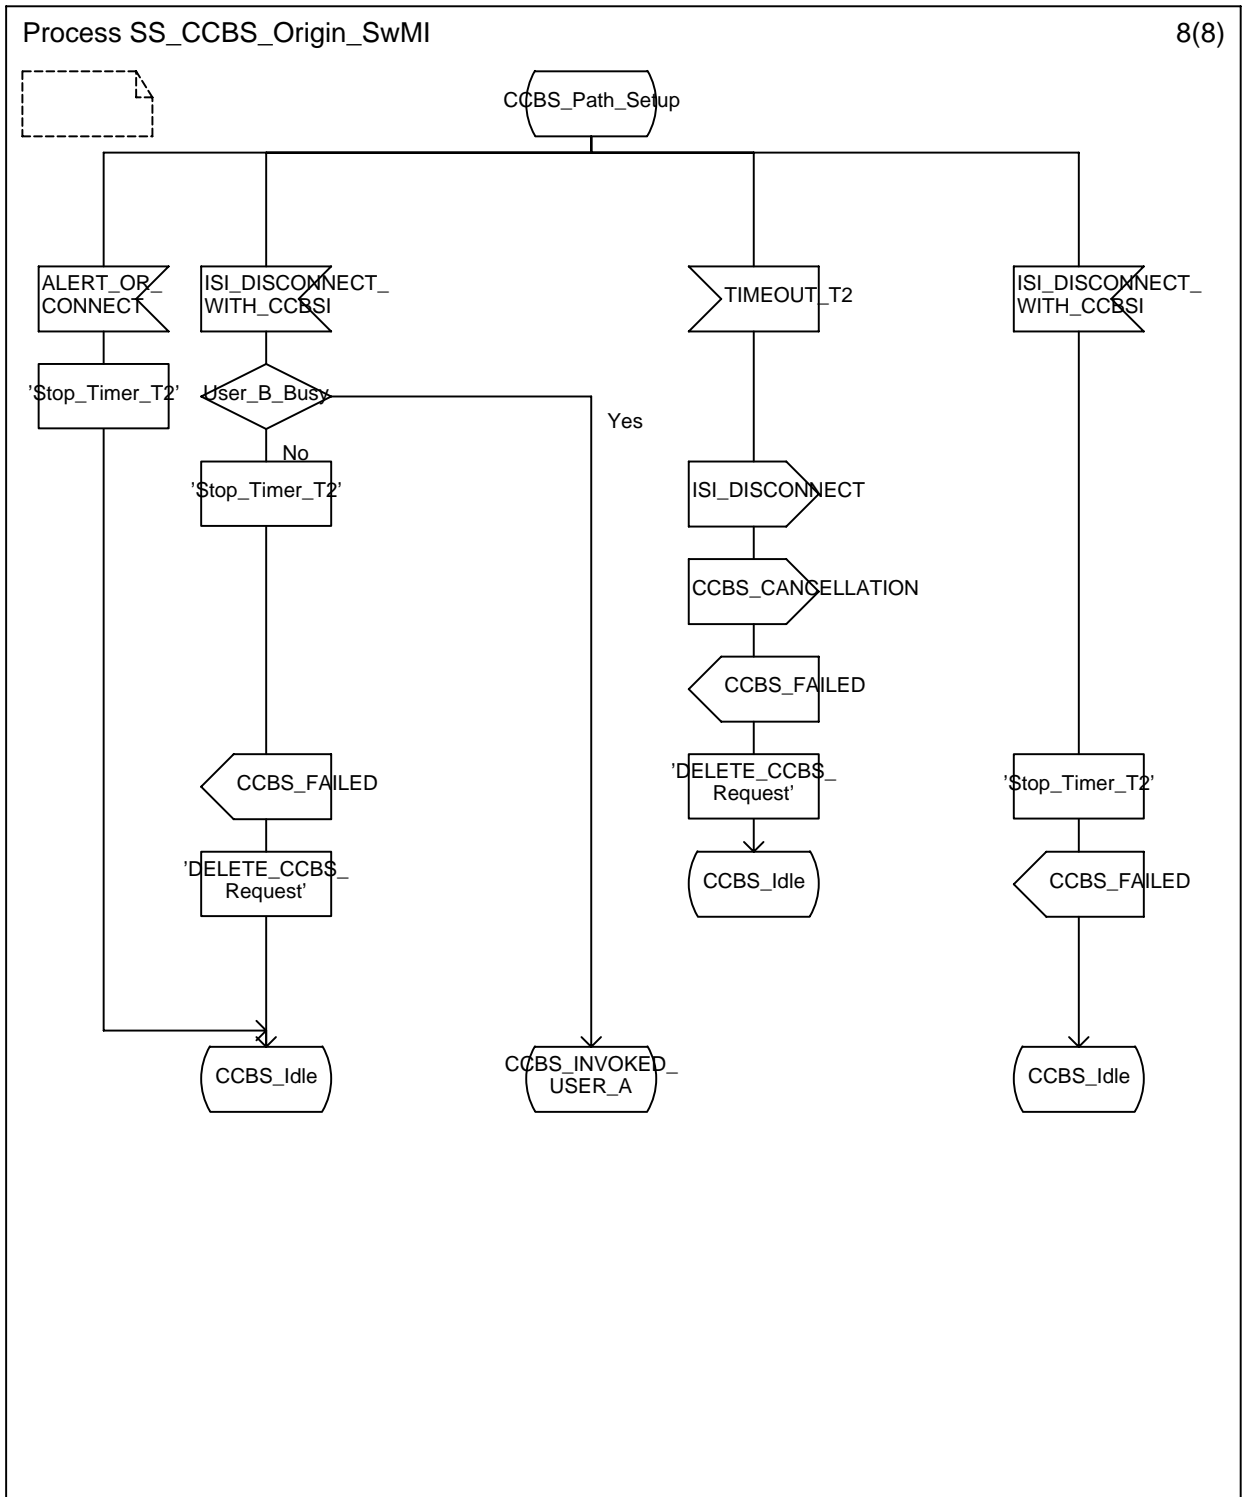 Process SS_CCBS_Origin_SwMI
8(8)
CCBS_Path_Setup
ALERT_OR_
CONNECT
ISI_DISCONNECT_
WITH_CCBSI
TIMEOUT_T2
ISI_DISCONNECT_
WITH_CCBSI
'Stop_Timer_T2'
User_B_Busy
Yes
No
'Stop_Timer_T2'
ISI_DISCONNECT
CCBS_CANCELLATION
CCBS_FAILED
CCBS_FAILED
'DELETE_CCBS_
Request'
'Stop_Timer_T2'
'DELETE_CCBS_
Request'
CCBS_Idle
CCBS_FAILED
CCBS_Idle
CCBS_INVOKED_
USER_A
CCBS_Idle